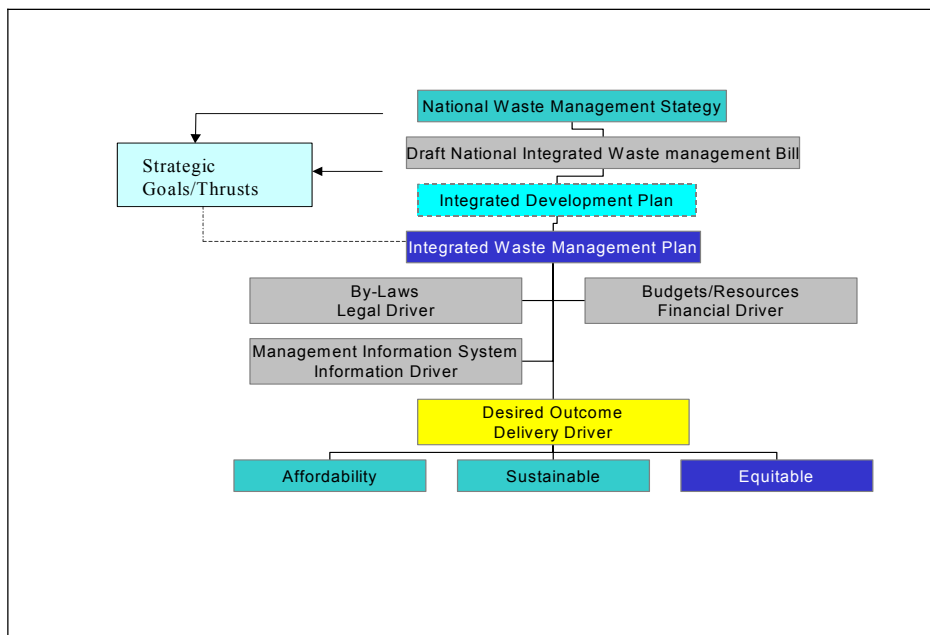 National Waste Management Stategy
Draft National Integrated Waste management Bill
Strategic
Goals/Thrusts
Integrated Development Plan
Integrated Waste Management Plan
By-Laws
Legal Driver
Budgets/Resources
Financial Driver
Management Information System
Information Driver
Desired Outcome
Delivery Driver
Affordability
Sustainable
Equitable